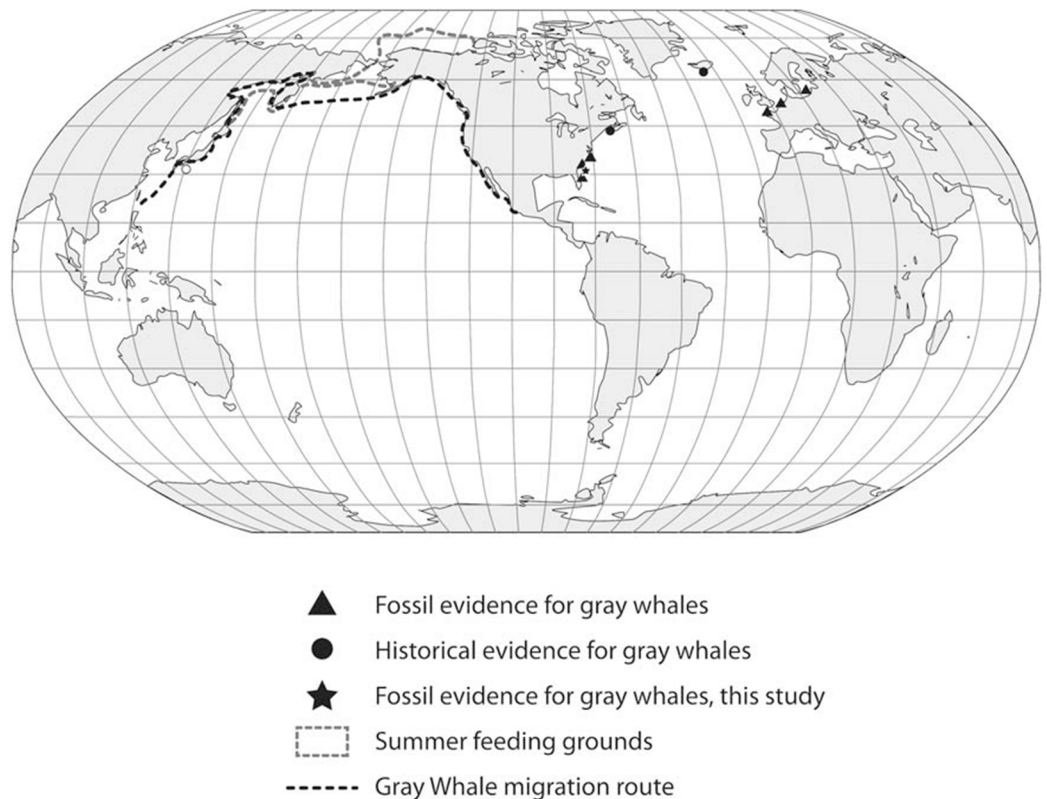 Fossil evidence for gray whales
Historical evidence for gray whales
Fossil evidence for gray whales, this study
Summer feeding grounds
Gray Whale migration route